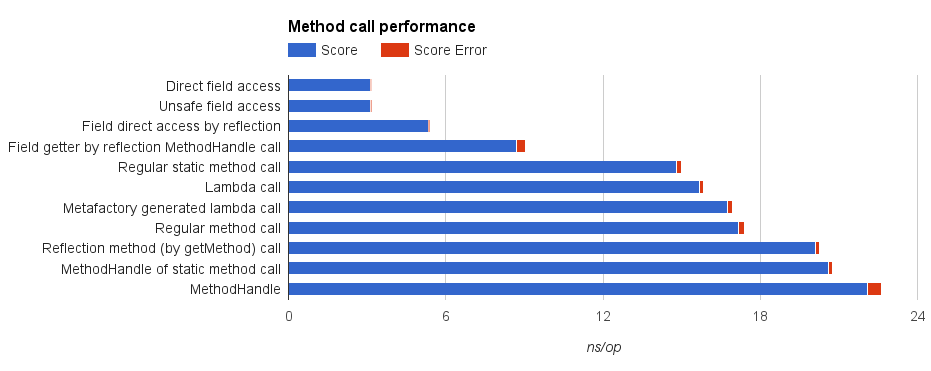 Method call performance
Score Score Error
Direct field access
Unsafe field access
Field direct access by reflection
Field getter by reflection MethodHandle call
Regular static method call
Lambda call
Metafactory generated lambda call
Regular method call
Reflection method (by getMethod) call
MethodHandle of static method call
MethodHandle
0 6 12 18 24
ns/op